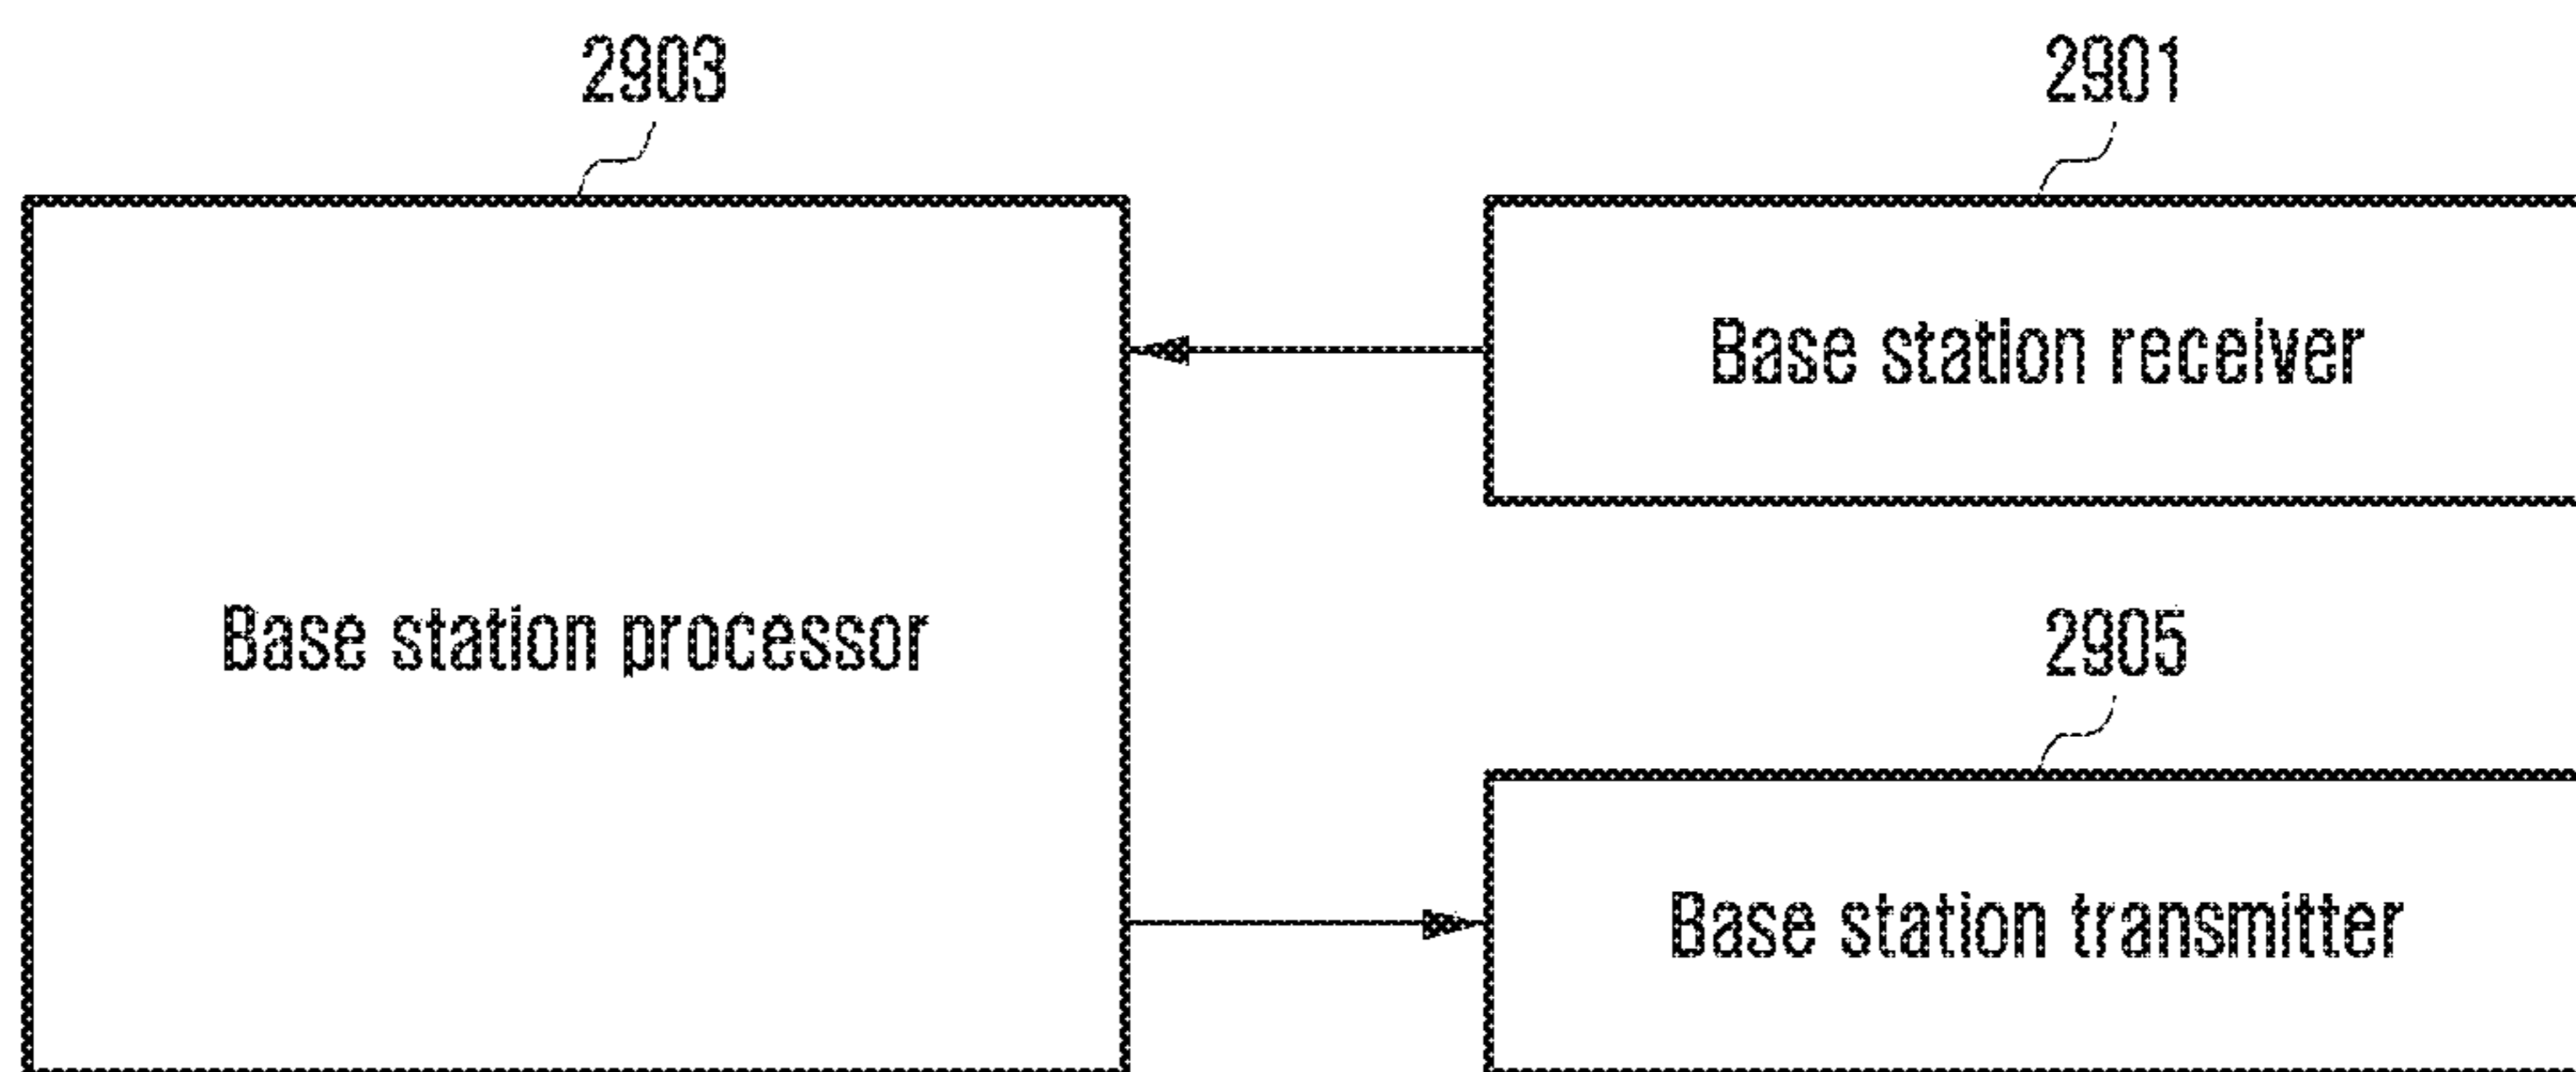 2903
2901
Base station receiver
Base station processor
2905
Base station transmitter